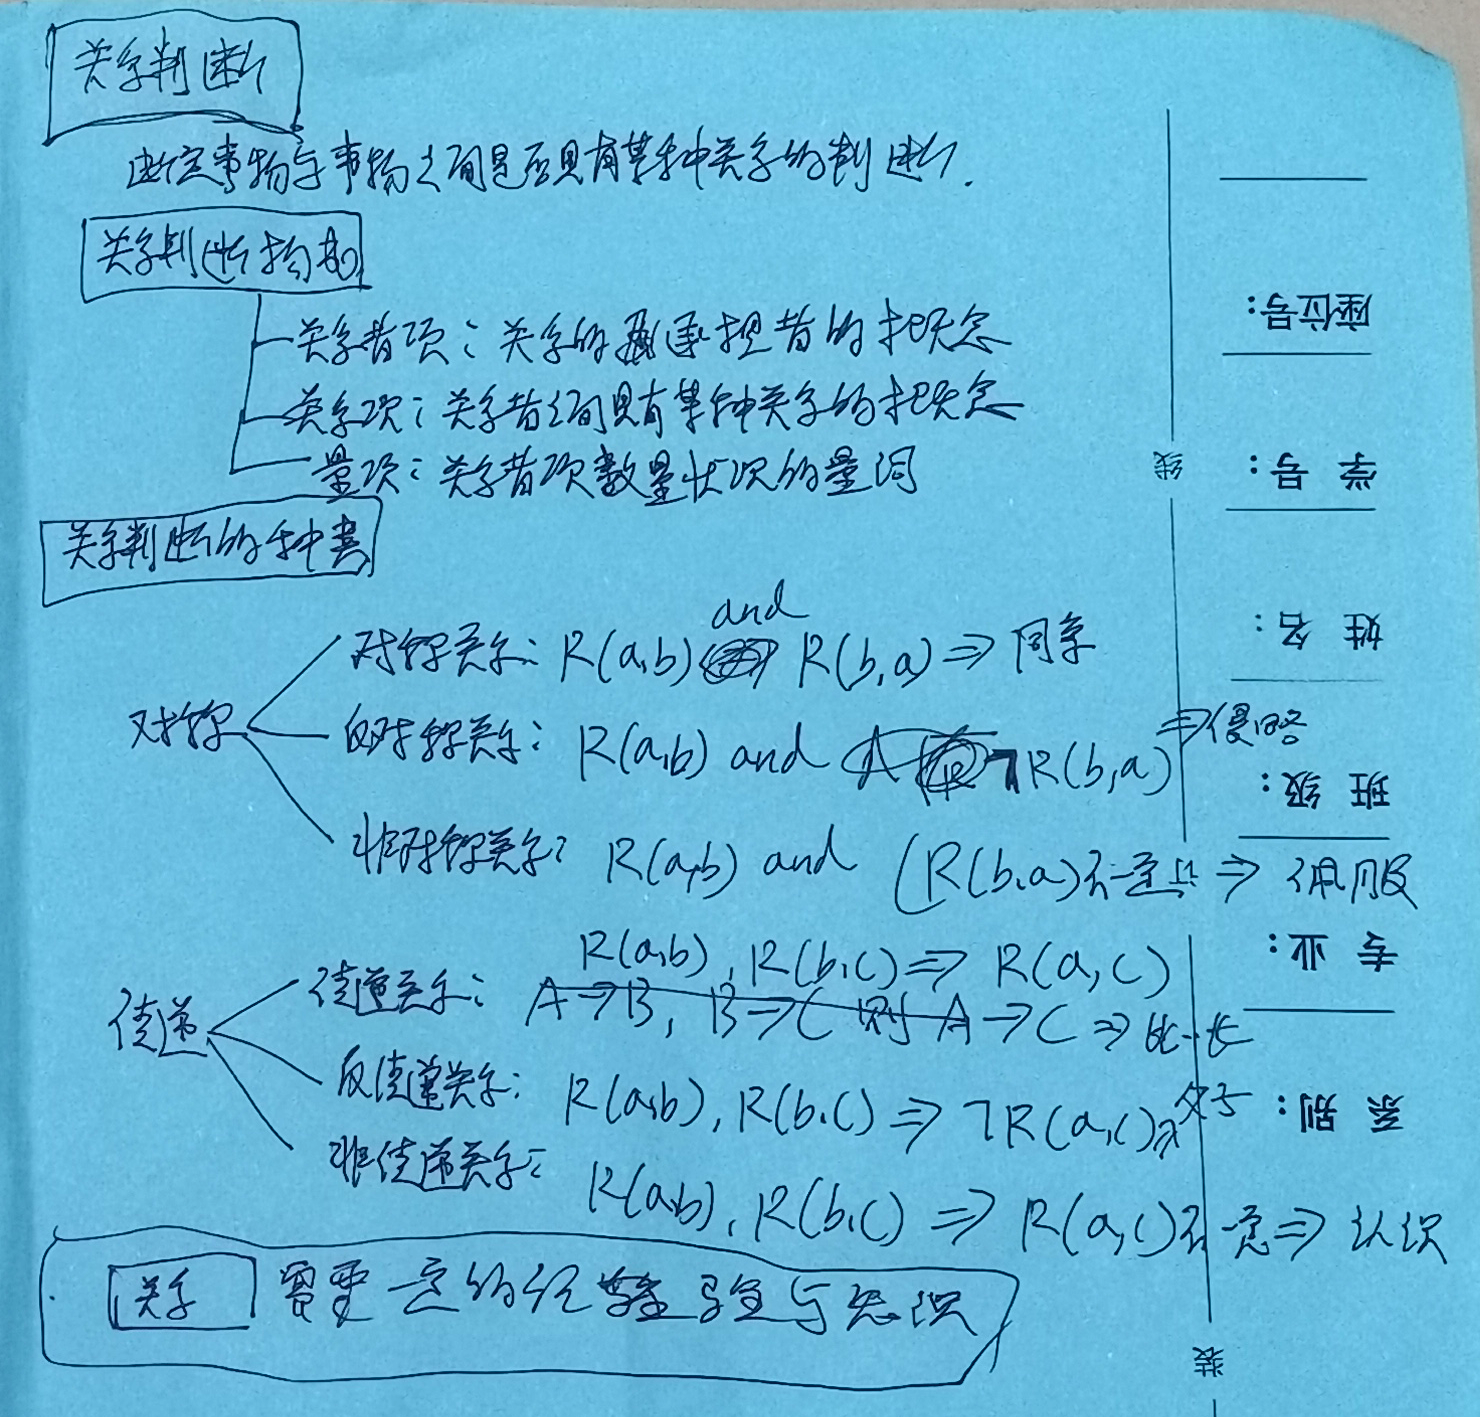 关系判断
断定事物与事物之间是否具有某种关系的判断.
关系判断构成
关系者项：关系的承担者的概念
关系项：关系者之间具有某种关系的概念
量项：关系者项数量状况的量词
关系判断的种类
对称
对称关系：R(a,b) and R(b,a) ⇒ 同学
反对称关系：R(a,b) and ¬R(b,a) ⇒ 侵略
非对称关系：R(a,b) and (R(b,a)不一定) ⇒ 佩服
传递
传递关系：R(a,b), R(b,c) ⇒ R(a,c)
A→B, B→C 则 A→C ⇒ 比…长
反传递关系：R(a,b), R(b,c) ⇒ ¬R(a,c) ⇒ 父子
非传递关系：R(a,b), R(b,c) ⇒ R(a,c)不一定 ⇒ 认识
关系 需要一定的经验与知识
座位号：
学 号：
姓 名：
班 级：
专 业：
系 别：
线
装